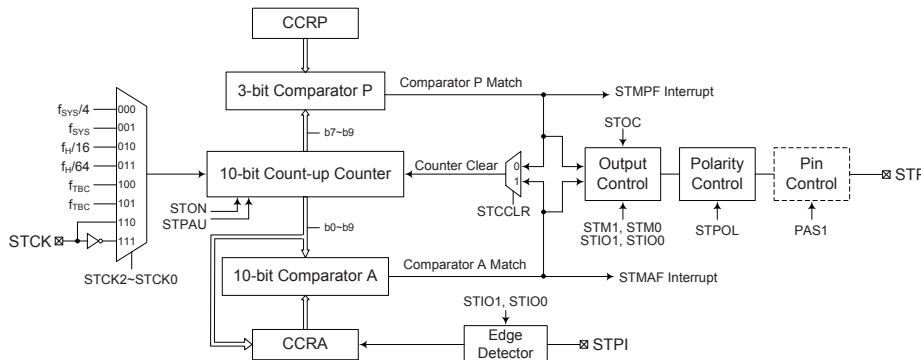 CCRP
3-bit Comparator P
Comparator P Match
STMPF Interrupt
b7~b9
STOC
fSYS/4
000
fSYS
001
fH/16
010
fH/64
011
fTBC
100
fTBC
101
110
111
STCK
STCK2~STCK0
10-bit Count-up Counter
Counter Clear
0
1
STCCLR
Output
Control
Polarity
Control
Pin
Control
STP
STON
STPAU
STM1, STM0
STIO1, STIO0
STPOL
PAS1
b0~b9
10-bit Comparator A
Comparator A Match
STMAF Interrupt
STIO1, STIO0
CCRA
Edge
Detector
STPI